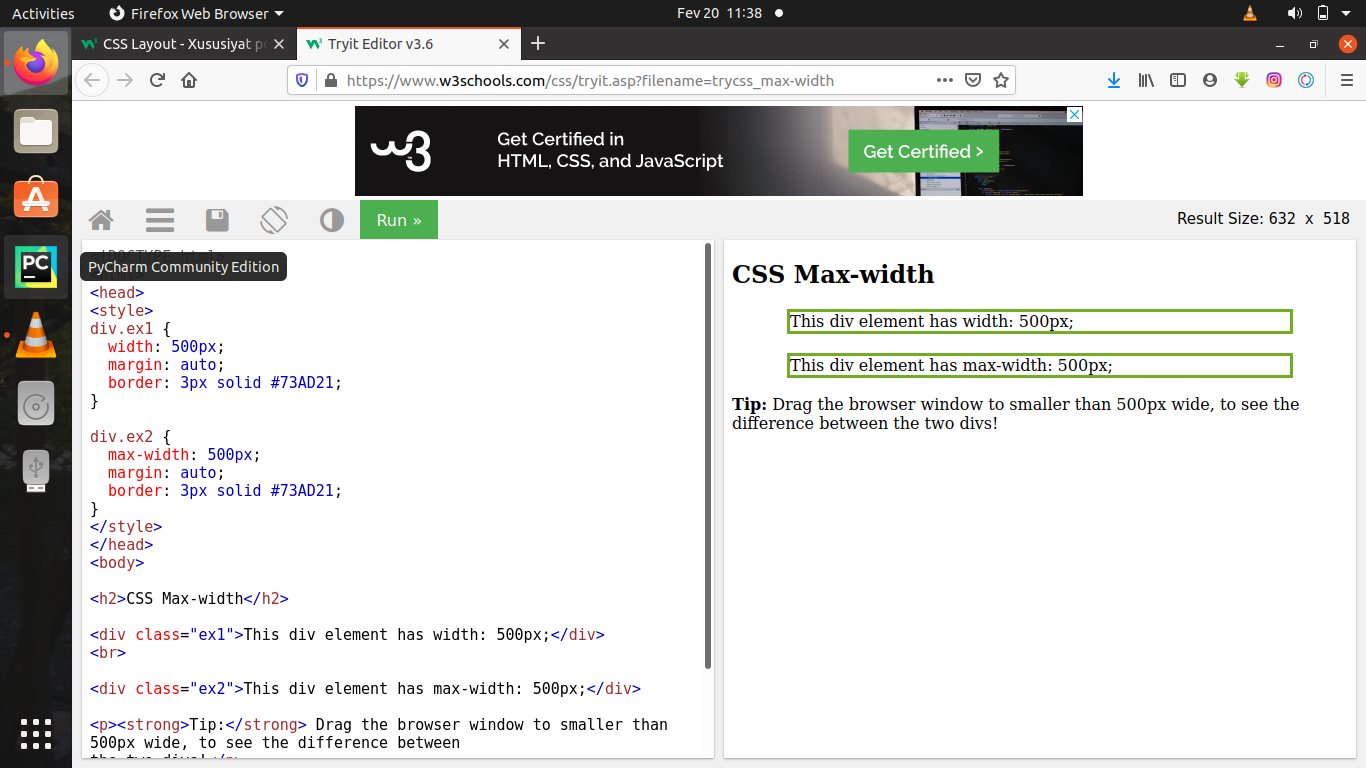 Activities
Firefox Web Browser
Fev 20 11:38
CSS Layout - Xususiyat p
Tryit Editor v3.6
https://www.w3schools.com/css/tryit.asp?filename=trycss_max-width
w3
Get Certified in
HTML, CSS, and JavaScript
Get Certified >
Run »
Result Size: 632 x 518
PC
PyCharm Community Edition
<head>
<style>
div.ex1 {
  width: 500px;
  margin: auto;
  border: 3px solid #73AD21;
}
div.ex2 {
  max-width: 500px;
  margin: auto;
  border: 3px solid #73AD21;
}
</style>
</head>
<body>
<h2>CSS Max-width</h2>
<div class="ex1">This div element has width: 500px;</div>
<br>
<div class="ex2">This div element has max-width: 500px;</div>
<p><strong>Tip:</strong> Drag the browser window to smaller than
500px wide, to see the difference between
CSS Max-width
This div element has width: 500px;
This div element has max-width: 500px;
Tip: Drag the browser window to smaller than 500px wide, to see the
difference between the two divs!